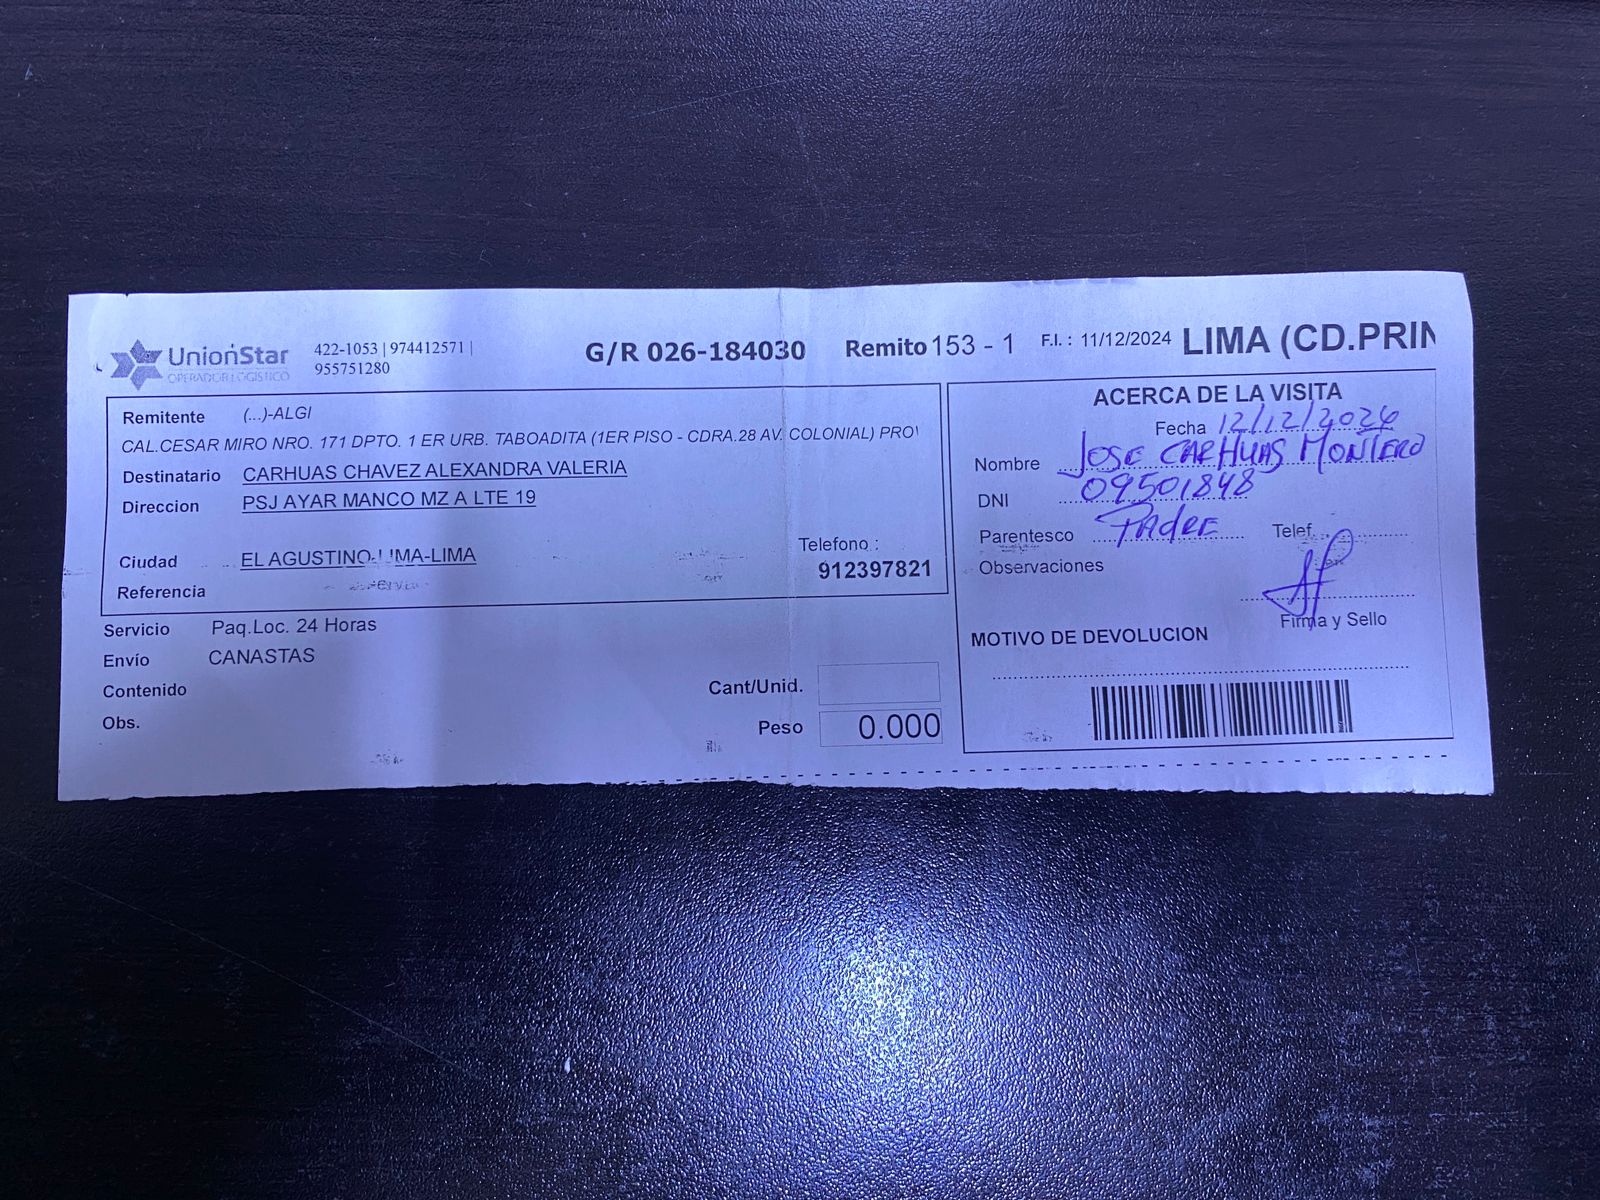 UnionStar
OPERADOR LOGISTICO
422-1053 | 974412571 |
955751280
G/R 026-184030
Remito 153 - 1
F.I. : 11/12/2024
LIMA (CD.PRIN
Remitente (...)-ALGI
CAL.CESAR MIRO NRO. 171 DPTO. 1 ER URB. TABOADITA (1ER PISO - CDRA.28 AV. COLONIAL) PROV
Destinatario CARHUAS CHAVEZ ALEXANDRA VALERIA
Direccion PSJ AYAR MANCO MZ A LTE 19
Telefono :
Ciudad EL AGUSTINO-LIMA-LIMA
912397821
Referencia
Servicio Paq.Loc. 24 Horas
Envío CANASTAS
Contenido
Cant/Unid.
Obs.
Peso 0.000
ACERCA DE LA VISITA
Fecha 12/12/2024
Nombre JOSE CARHUAS MONTERO
DNI 09501848
Parentesco PADRE Telef.
Observaciones
Firma y Sello
MOTIVO DE DEVOLUCION